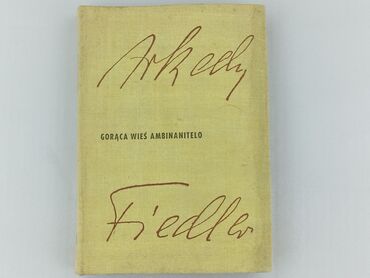 Arkady
GORĄCA WIEŚ AMBINANITELO
Fiedler